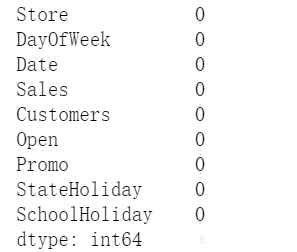 Store 0
DayOfWeek 0
Date 0
Sales 0
Customers 0
Open 0
Promo 0
StateHoliday 0
SchoolHoliday 0
dtype: int64